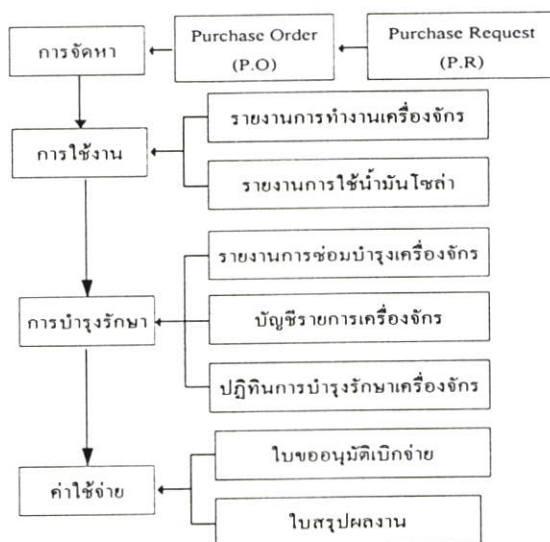 การจัดหา
Purchase Order
(P.O)
Purchase Request
(P.R)
การใช้งาน
รายงานการทำงานเครื่องจักร
รายงานการใช้น้ำมันโซล่า
การบำรุงรักษา
รายงานการซ่อมบำรุงเครื่องจักร
บัญชีรายการเครื่องจักร
ปฏิทินการบำรุงรักษาเครื่องจักร
ค่าใช้จ่าย
ใบขออนุมัติเบิกจ่าย
ใบสรุปผลงาน